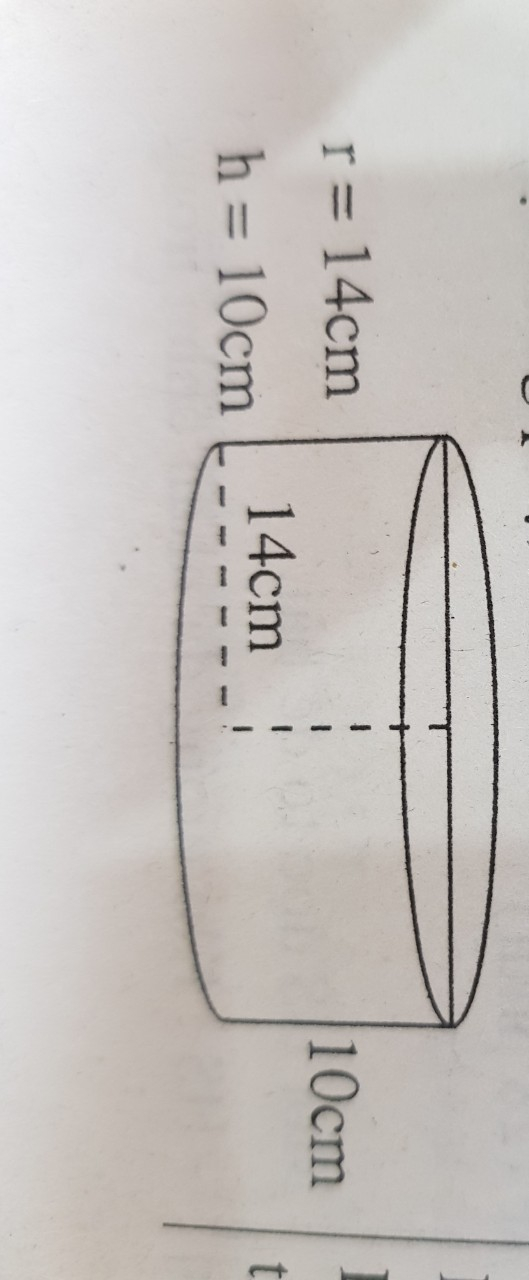 r = 14cm
h = 10cm
14cm
10cm